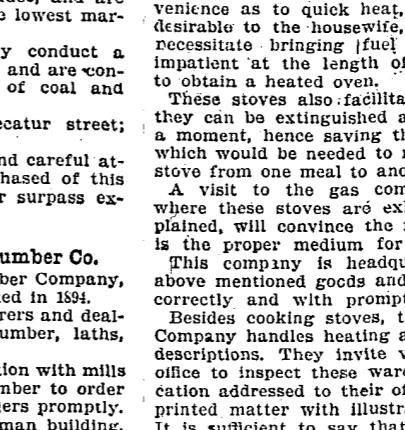 lowest mar-
y conduct a
and are con-
of coal and
ecatur street;
nd careful at-
hased of this
r surpass ex-
umber Co.
ber Company,
ed in 1894.
rers and deal-
umber, laths,
tion with mills
mber to order
ers promptly.
man building.
venience as to quick heat,
desirable to the housewife,
necessitate bringing fuel
impatient at the length of
to obtain a heated oven.
These stoves also facilita
they can be extinguished a
a moment, hence saving th
which would be needed to r
stove from one meal to ano
A visit to the gas com
where these stoves are ex
plained, will convince the
is the proper medium for
This company is headqu
above mentioned goods and
correctly and with prompt
Besides cooking stoves, t
Company handles heating a
descriptions. They invite
office to inspect these ware
cation addressed to their of
printed matter with illustr
It is sufficient to say that